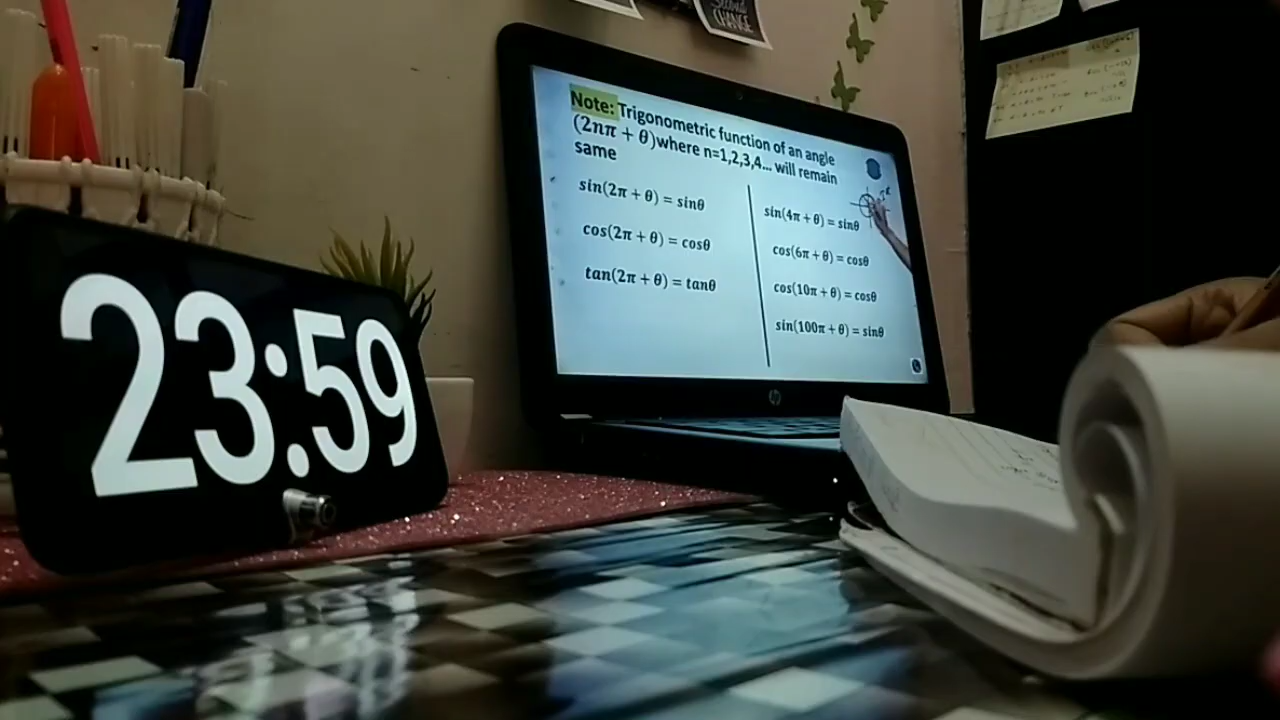 CHANGE
23:59
Note: Trigonometric function of an angle
(2nπ + θ)where n=1,2,3,4... will remain
same
sin(2π + θ) = sinθ
cos(2π + θ) = cosθ
tan(2π + θ) = tanθ
sin(4π + θ) = sinθ
cos(6π + θ) = cosθ
cos(10π + θ) = cosθ
sin(100π + θ) = sinθ
hp